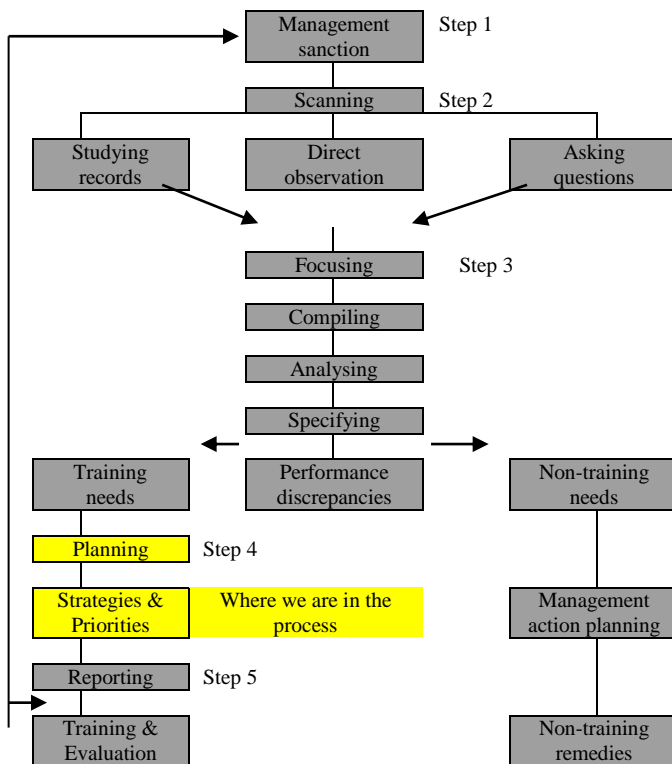 Management
sanction
Step 1
Scanning
Step 2
Studying
records
Direct
observation
Asking
questions
Focusing
Step 3
Compiling
Analysing
Specifying
Training
needs
Performance
discrepancies
Non-training
needs
Planning
Step 4
Strategies &
Priorities
Where we are in the
process
Management
action planning
Reporting
Step 5
Training &
Evaluation
Non-training
remedies